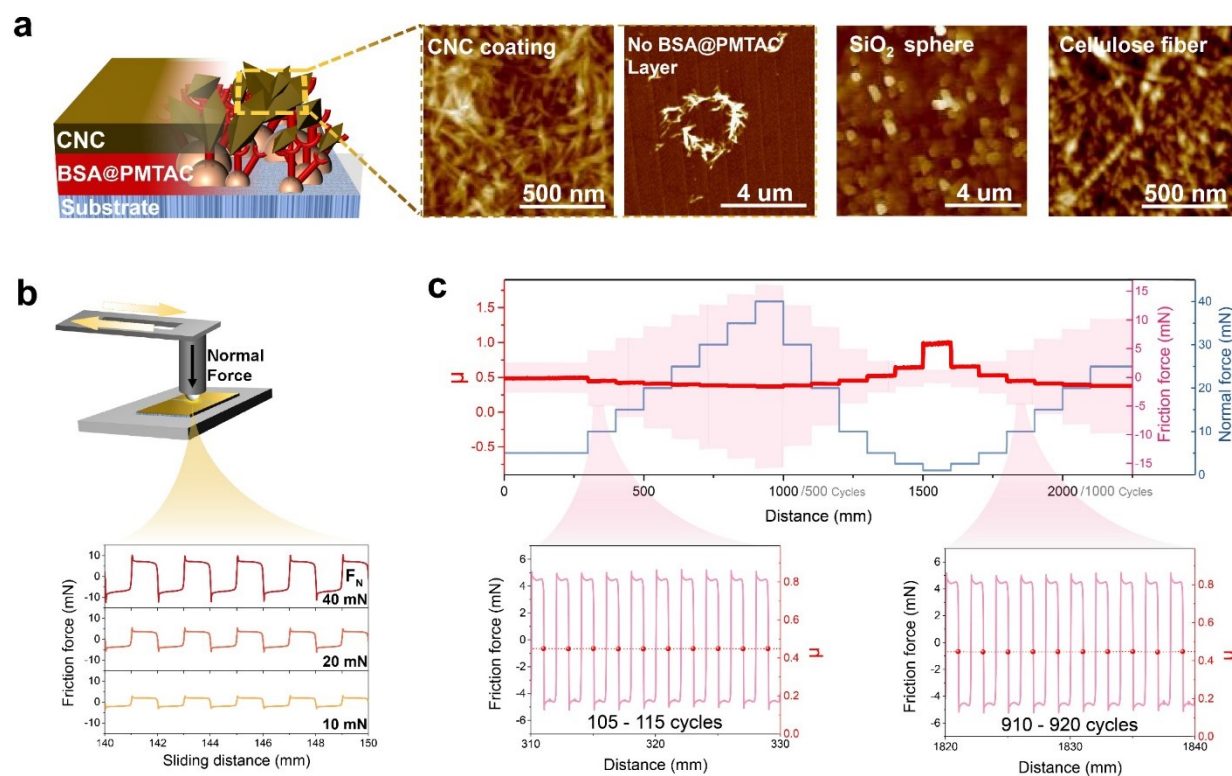 a
CNC
BSA@PMTAC
Substrate
CNC coating
500 nm
No BSA@PMTAC
Layer
4 um
SiO₂ sphere
4 um
Cellulose fiber
500 nm
b
Normal
Force
Friction force (mN)
10
0
-10
F_N
40 mN
10
0
-10
20 mN
10
0
-10
10 mN
140 142 144 146 148 150
Sliding distance (mm)
c
μ
1.5
1.0
0.5
0.0
-0.5
15
10
5
0
-5
-10
-15
Friction force (mN)
40
30
20
10
0
Normal force (mN)
0 500 1000 /500 Cycles 1500 2000 /1000 Cycles
Distance (mm)
Friction force (mN)
6
4
2
0
-2
-4
-6
0.8
0.6
0.4
0.2
0.0
μ
105 - 115 cycles
310 320 330
Distance (mm)
Friction force (mN)
6
4
2
0
-2
-4
-6
0.8
0.6
0.4
0.2
0.0
μ
910 - 920 cycles
1820 1830 1840
Distance (mm)